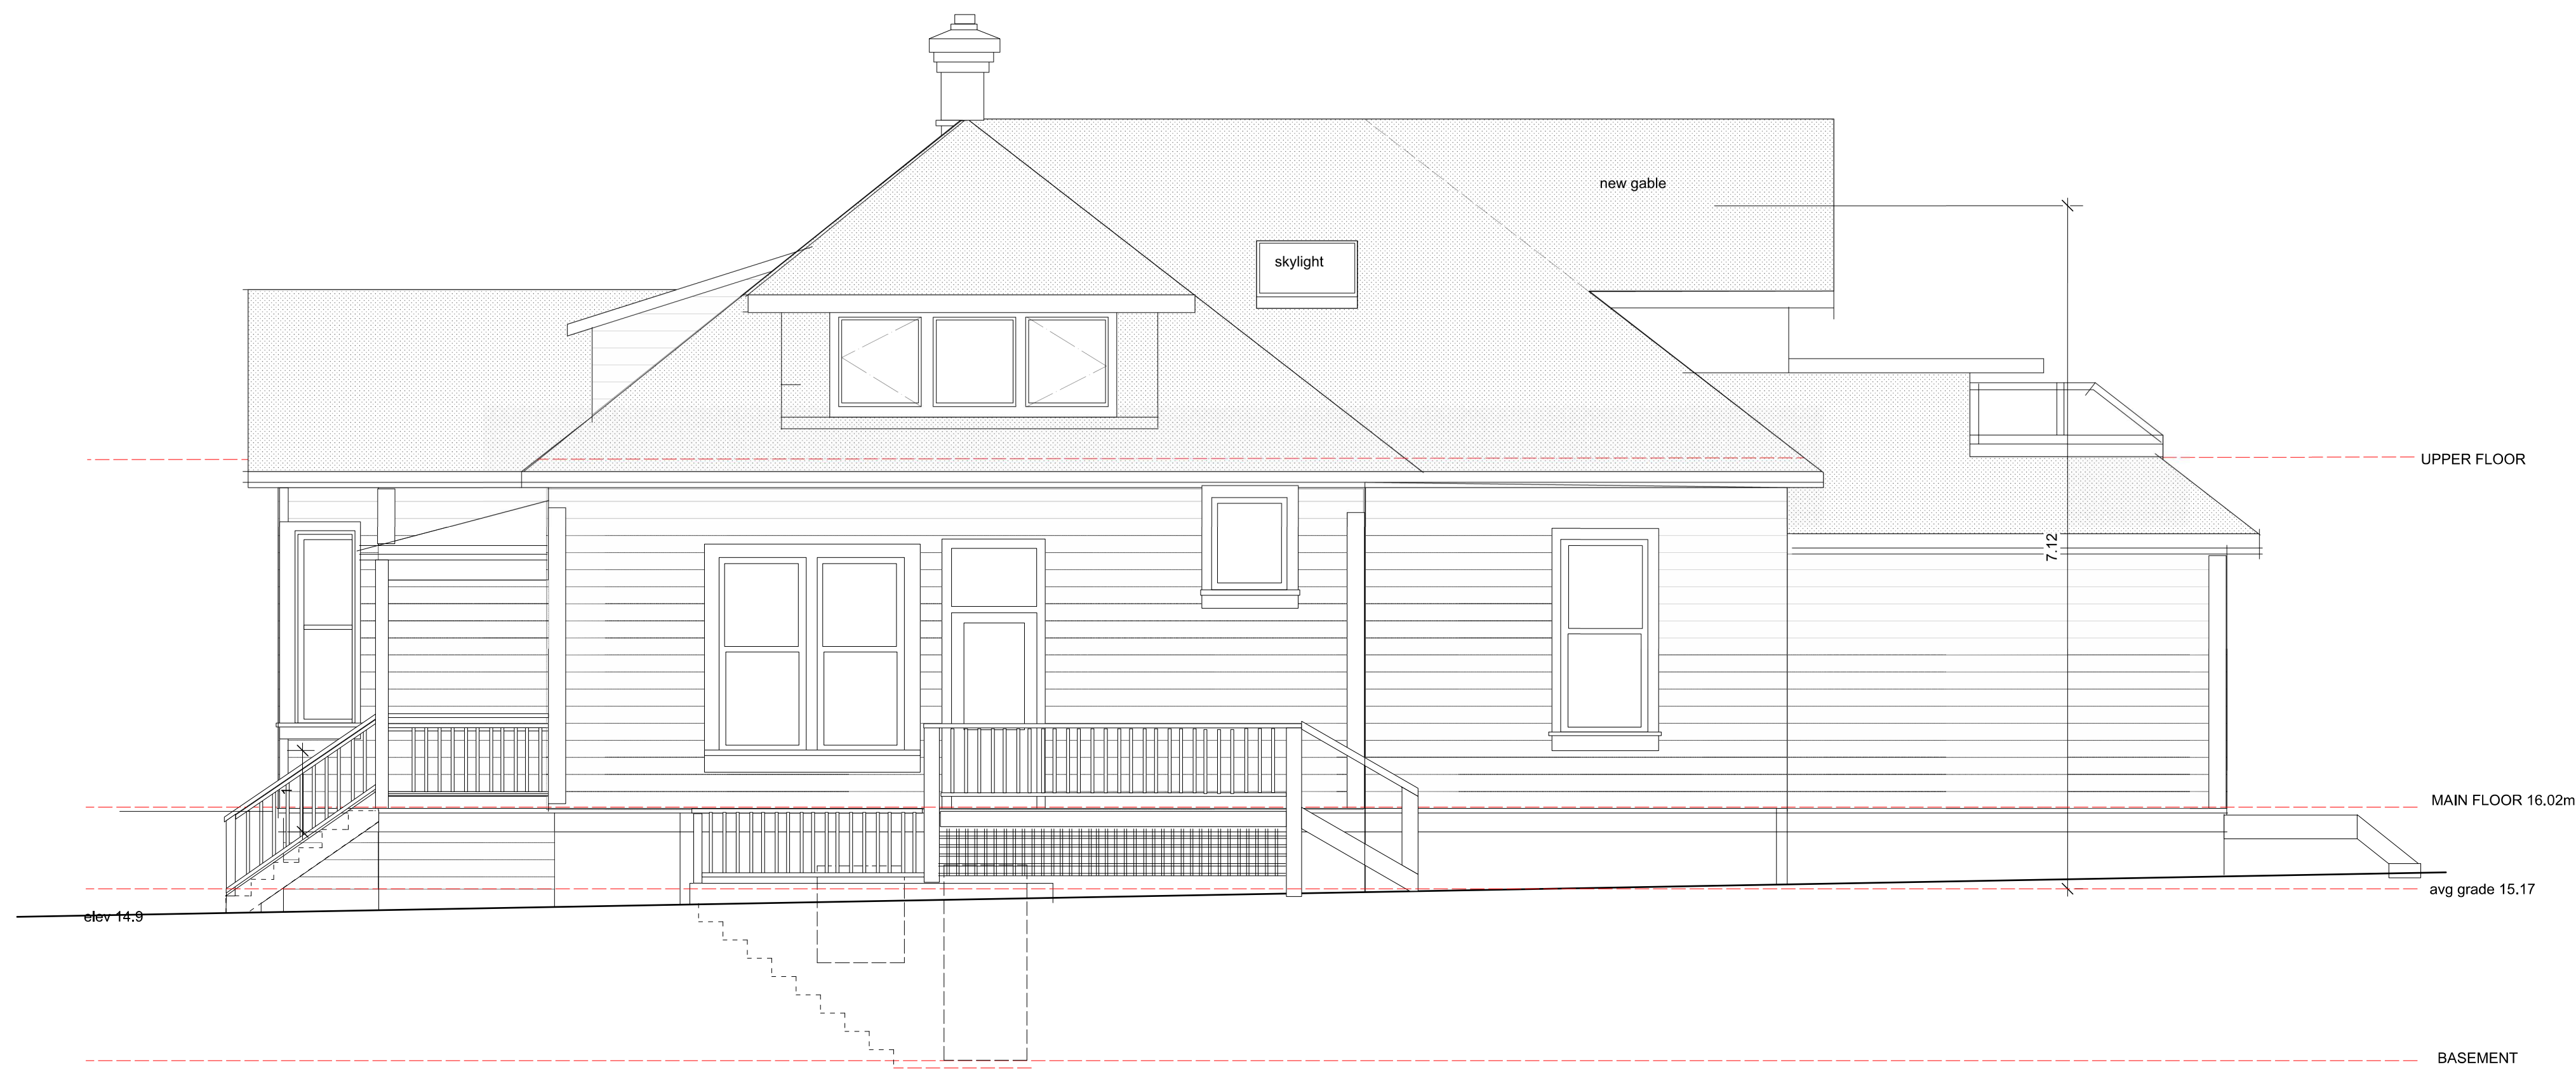 new gable
skylight
UPPER FLOOR
7.12
1
MAIN FLOOR 16.02m
avg grade 15.17
elev 14.9
BASEMENT